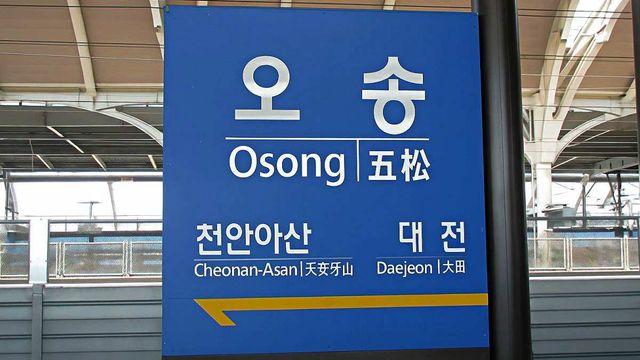 오 송
Osong | 五松
천안아산 대 전
Cheonan-Asan | 天安牙山 Daejeon | 大田